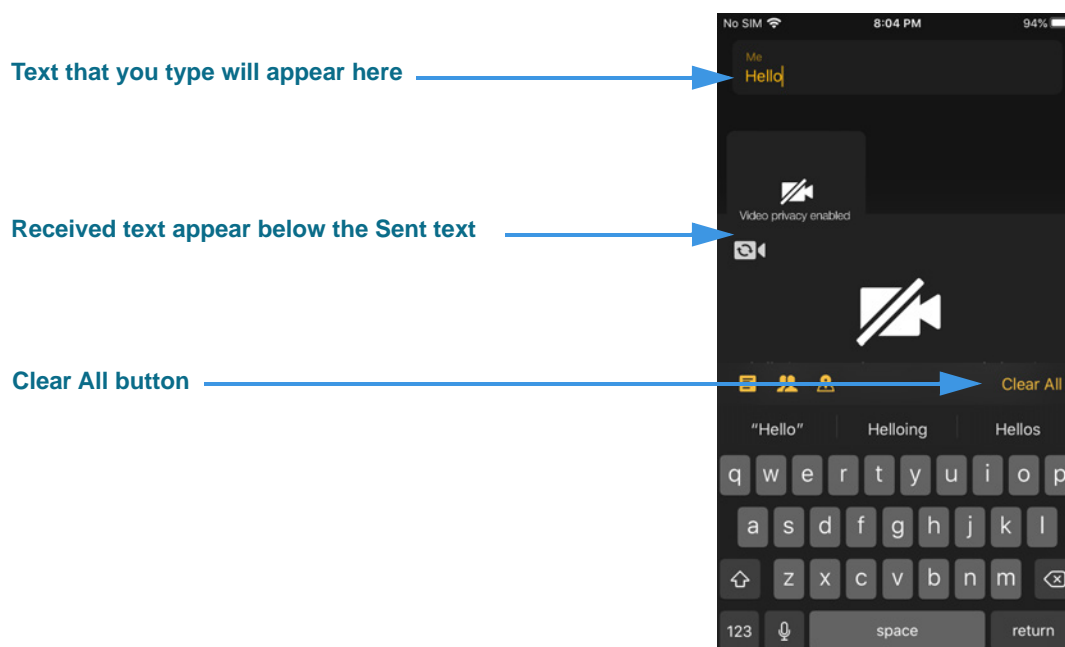 No SIM 8:04 PM 94%
Text that you type will appear here
Me
Hello
Video privacy enabled
Received text appear below the Sent text
Clear All button
Clear All
“Hello” Helloing Hellos
q w e r t y u i o p
a s d f g h j k l
z x c v b n m
123 space return